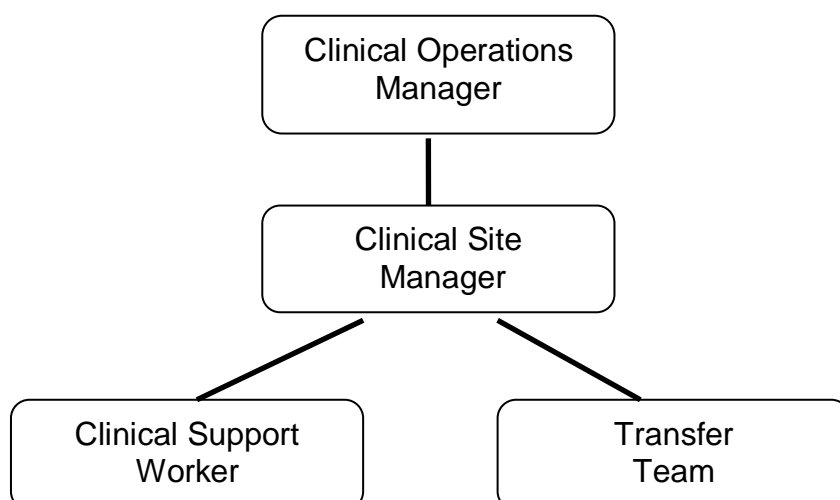 Clinical Operations
Manager
Clinical Site
Manager
Clinical Support
Worker
Transfer
Team